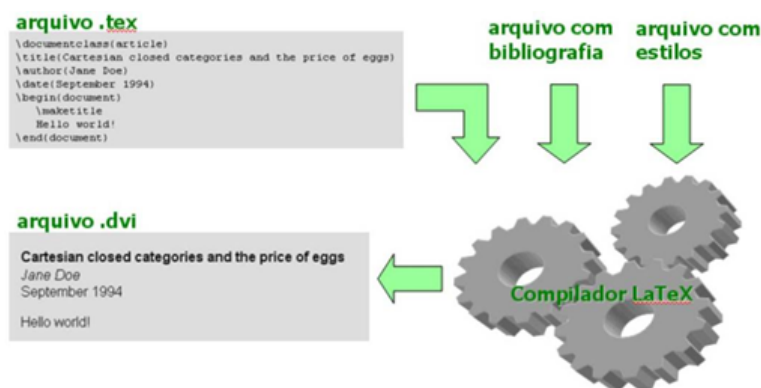 arquivo .tex
\documentclass(article)
\title(Cartesian closed categories and the price of eggs)
\author(Jane Doe)
\date(September 1994)
\begin(document)
\maketitle
Hello world!
\end(document)
arquivo com
bibliografia
arquivo com
estilos
arquivo .dvi
Cartesian closed categories and the price of eggs
Jane Doe
September 1994
Hello world!
Compilador LaTeX